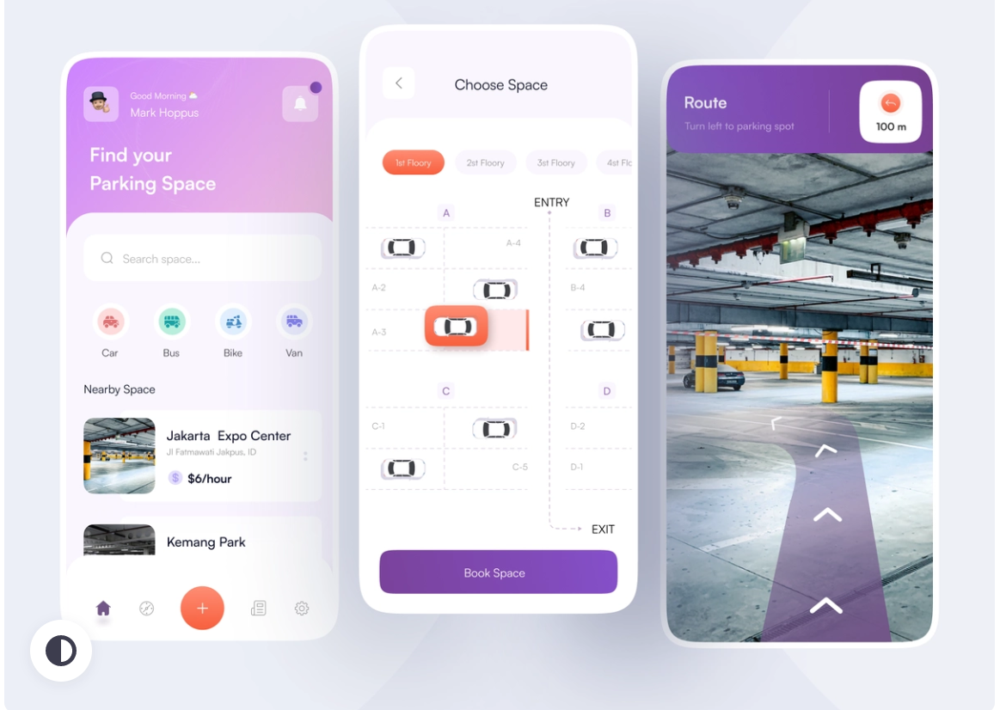 Good Morning
Mark Hoppus
Find your
Parking Space
Search space...
Car
Bus
Bike
Van
Nearby Space
Jakarta Expo Center
Jl Fatmawati Jakpus, ID
$ $6/hour
Kemang Park
Choose Space
1st Floory
2st Floory
3st Floory
4st Flo
ENTRY
A
B
A-4
A-2
B-4
A-3
C
D
C-1
D-2
C-5
D-1
EXIT
Book Space
Route
Turn left to parking spot
100 m